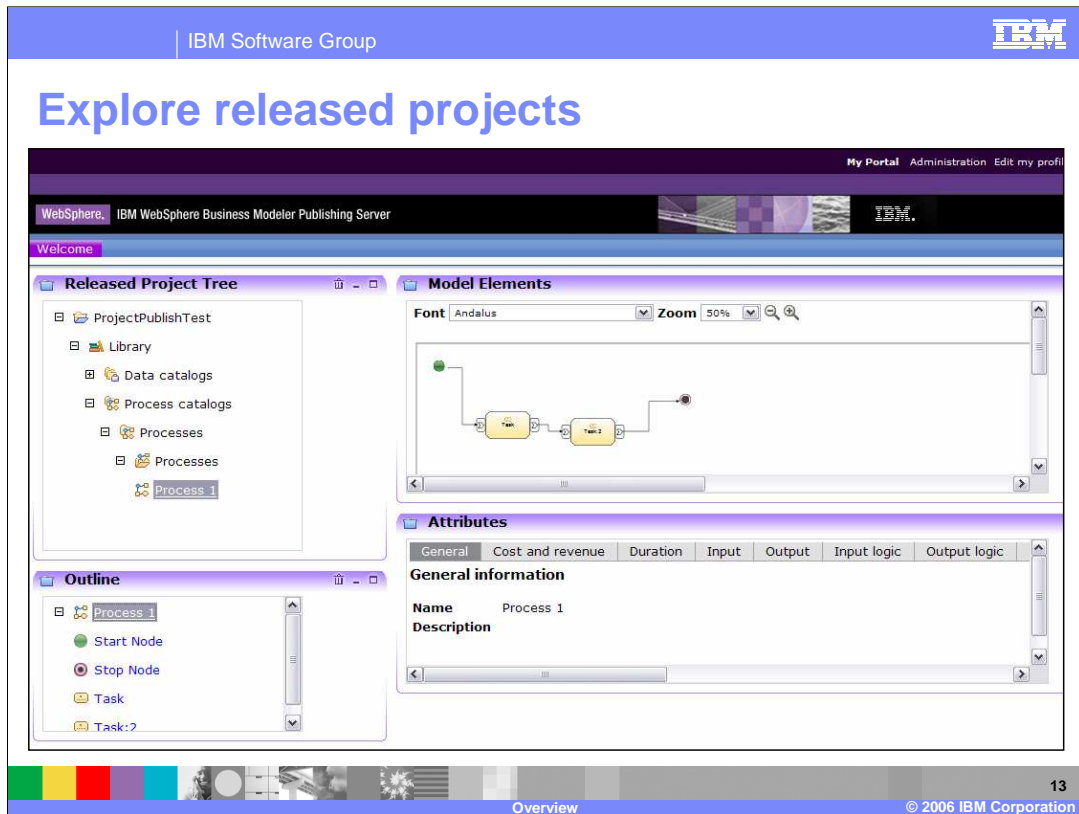 IBM Software Group
IBM
Explore released projects
My Portal Administration Edit my profil
WebSphere. IBM WebSphere Business Modeler Publishing Server
IBM.
Welcome
Released Project Tree
ProjectPublishTest
Library
Data catalogs
Process catalogs
Processes
Processes
Process 1
Outline
Process 1
Start Node
Stop Node
Task
Task:2
Model Elements
Font Andalus Zoom 50%
Task
Task:2
Attributes
General Cost and revenue Duration Input Output Input logic Output logic
General information
Name Process 1
Description
13
Overview
© 2006 IBM Corporation